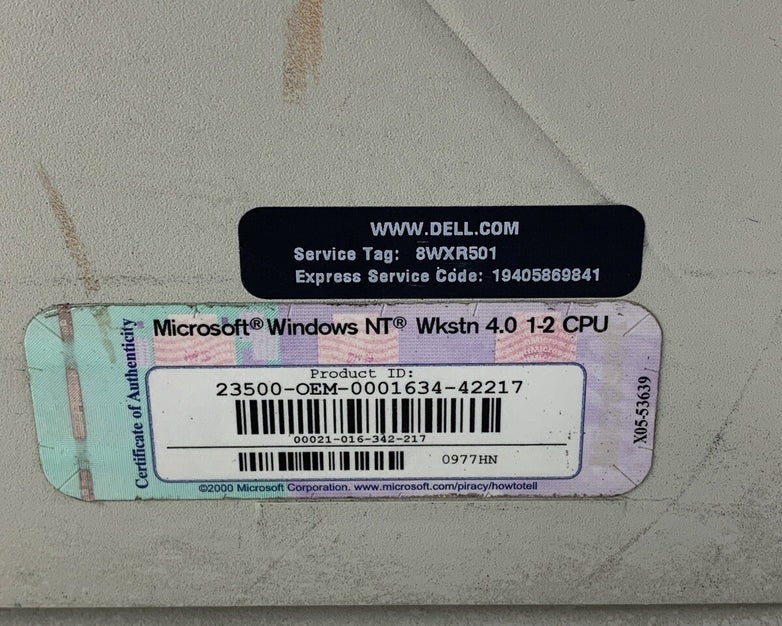 WWW.DELL.COM
Service Tag: 8WXR501
Express Service Code: 19405869841
Certificate of Authenticity
Microsoft® Windows NT® Wkstn 4.0 1-2 CPU
Product ID:
23500-OEM-0001634-42217
00021-016-342-217
0977HN
X05-53639
©2000 Microsoft Corporation. www.microsoft.com/piracy/howtotell